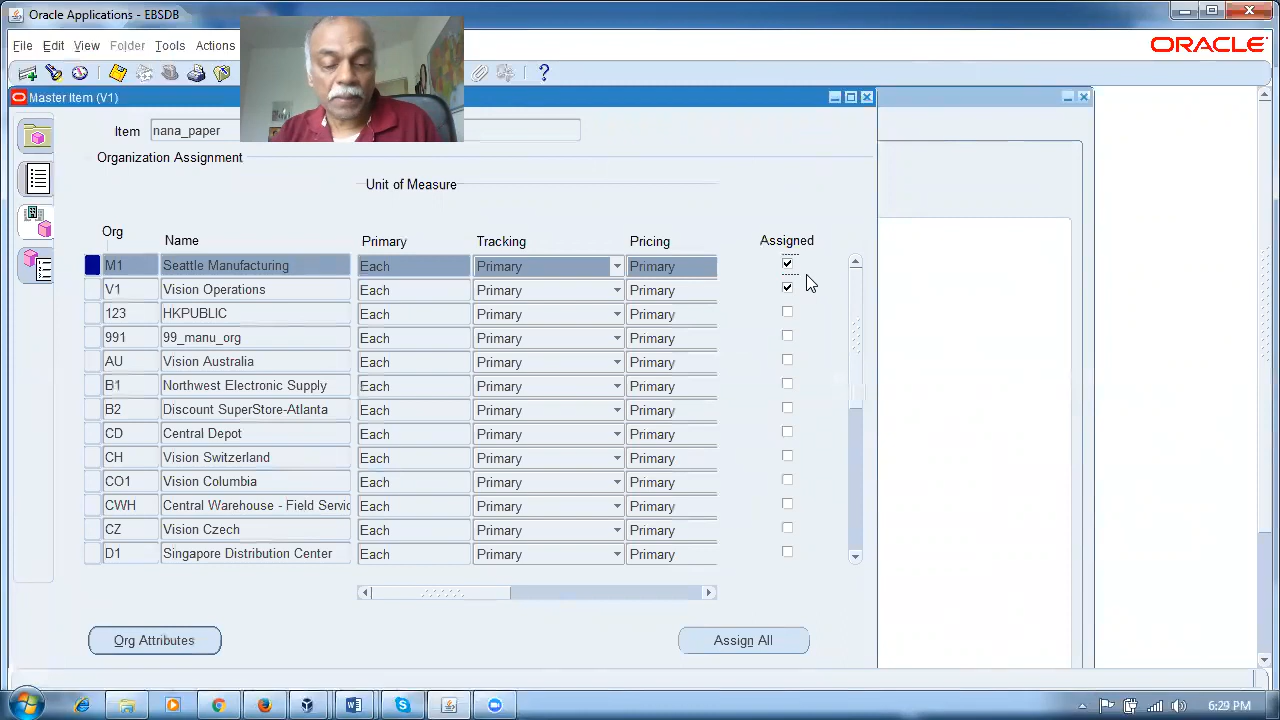 Oracle Applications - EBSDB
File Edit View Folder Tools Actions
ORACLE
?
Master Item (V1)
Item nana_paper
Organization Assignment
Unit of Measure
Org Name Primary Tracking Pricing Assigned
M1 Seattle Manufacturing Each Primary Primary
V1 Vision Operations Each Primary Primary
123 HKPUBLIC Each Primary Primary
991 99_manu_org Each Primary Primary
AU Vision Australia Each Primary Primary
B1 Northwest Electronic Supply Each Primary Primary
B2 Discount SuperStore-Atlanta Each Primary Primary
CD Central Depot Each Primary Primary
CH Vision Switzerland Each Primary Primary
CO1 Vision Columbia Each Primary Primary
CWH Central Warehouse - Field Servic Each Primary Primary
CZ Vision Czech Each Primary Primary
D1 Singapore Distribution Center Each Primary Primary
Org Attributes Assign All
6:29 PM